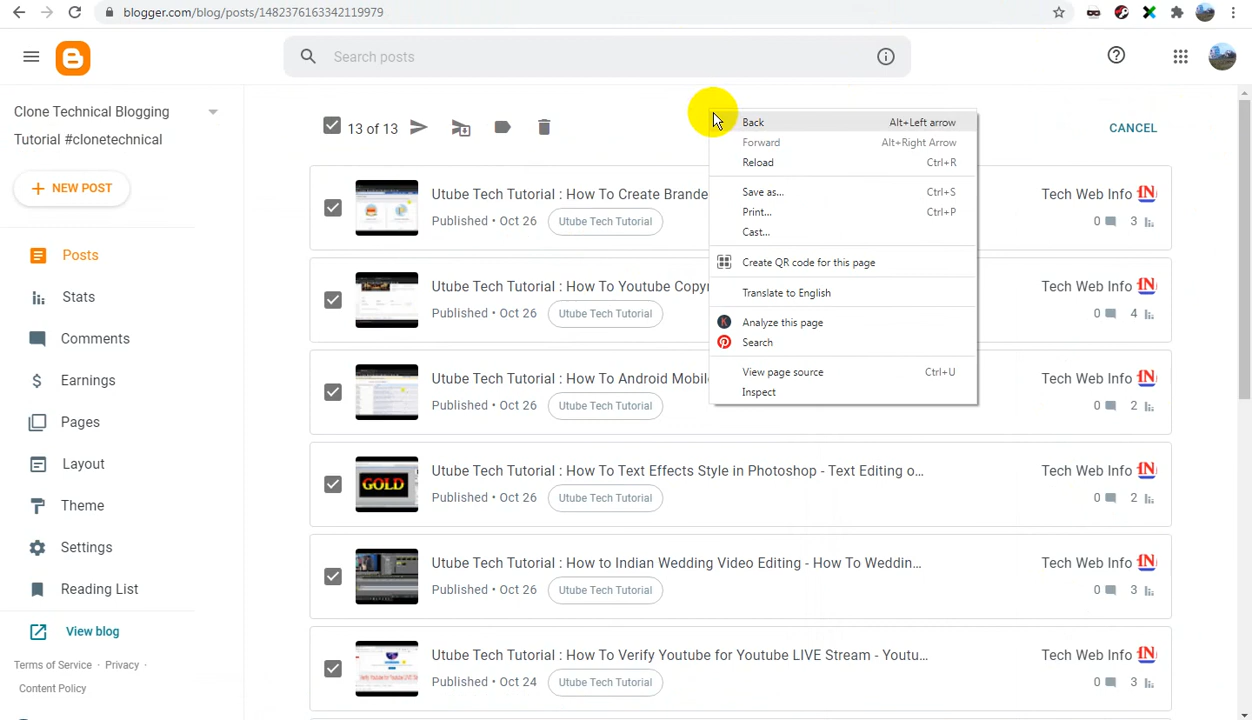 blogger.com/blog/posts/1482376163342119979
Search posts
Clone Technical Blogging
Tutorial #clonetechnical
NEW POST
Posts
Stats
Comments
Earnings
Pages
Layout
Theme
Settings
Reading List
View blog
Terms of Service · Privacy ·
Content Policy
13 of 13
CANCEL
Back Alt+Left arrow
Forward Alt+Right Arrow
Reload Ctrl+R
Save as... Ctrl+S
Print... Ctrl+P
Cast...
Create QR code for this page
Translate to English
Analyze this page
Search
View page source Ctrl+U
Inspect
Utube Tech Tutorial : How To Create Brande
Published • Oct 26 Utube Tech Tutorial
Tech Web Info
0 3
Utube Tech Tutorial : How To Youtube Copyr
Published • Oct 26 Utube Tech Tutorial
Tech Web Info
0 4
Utube Tech Tutorial : How To Android Mobil
Published • Oct 26 Utube Tech Tutorial
Tech Web Info
0 2
GOLD
Utube Tech Tutorial : How To Text Effects Style in Photoshop - Text Editing o...
Published • Oct 26 Utube Tech Tutorial
Tech Web Info
0 2
Utube Tech Tutorial : How to Indian Wedding Video Editing - How To Weddin...
Published • Oct 26 Utube Tech Tutorial
Tech Web Info
0 3
Utube Tech Tutorial : How To Verify Youtube for Youtube LIVE Stream - Youtu...
Published • Oct 24 Utube Tech Tutorial
Tech Web Info
0 3